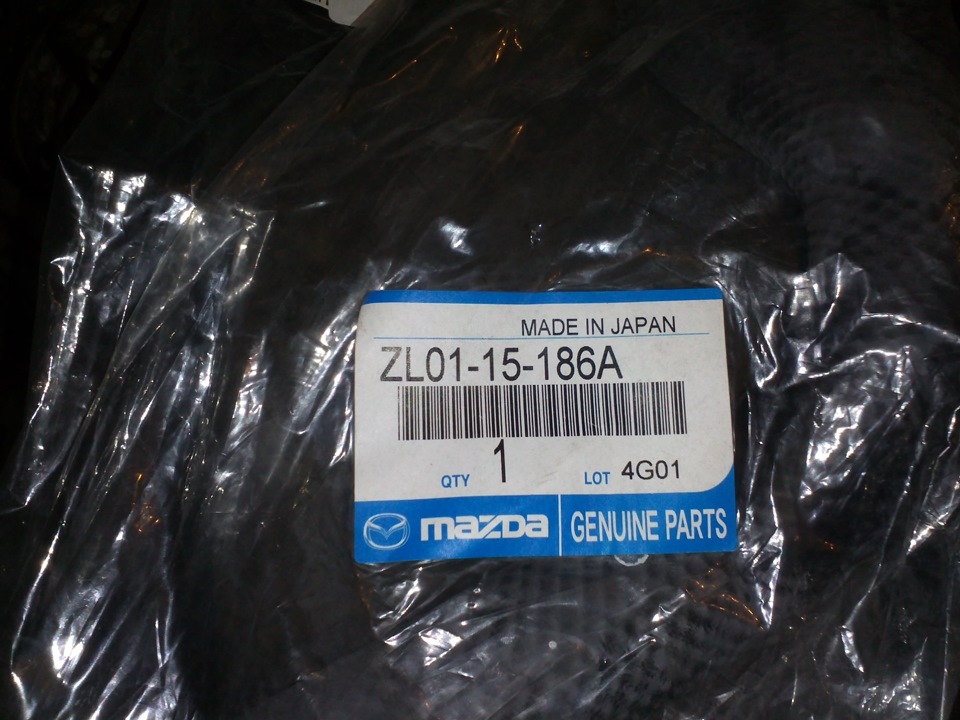 MADE IN JAPAN
ZL01-15-186A
QTY 1 LOT 4G01
mazda GENUINE PARTS